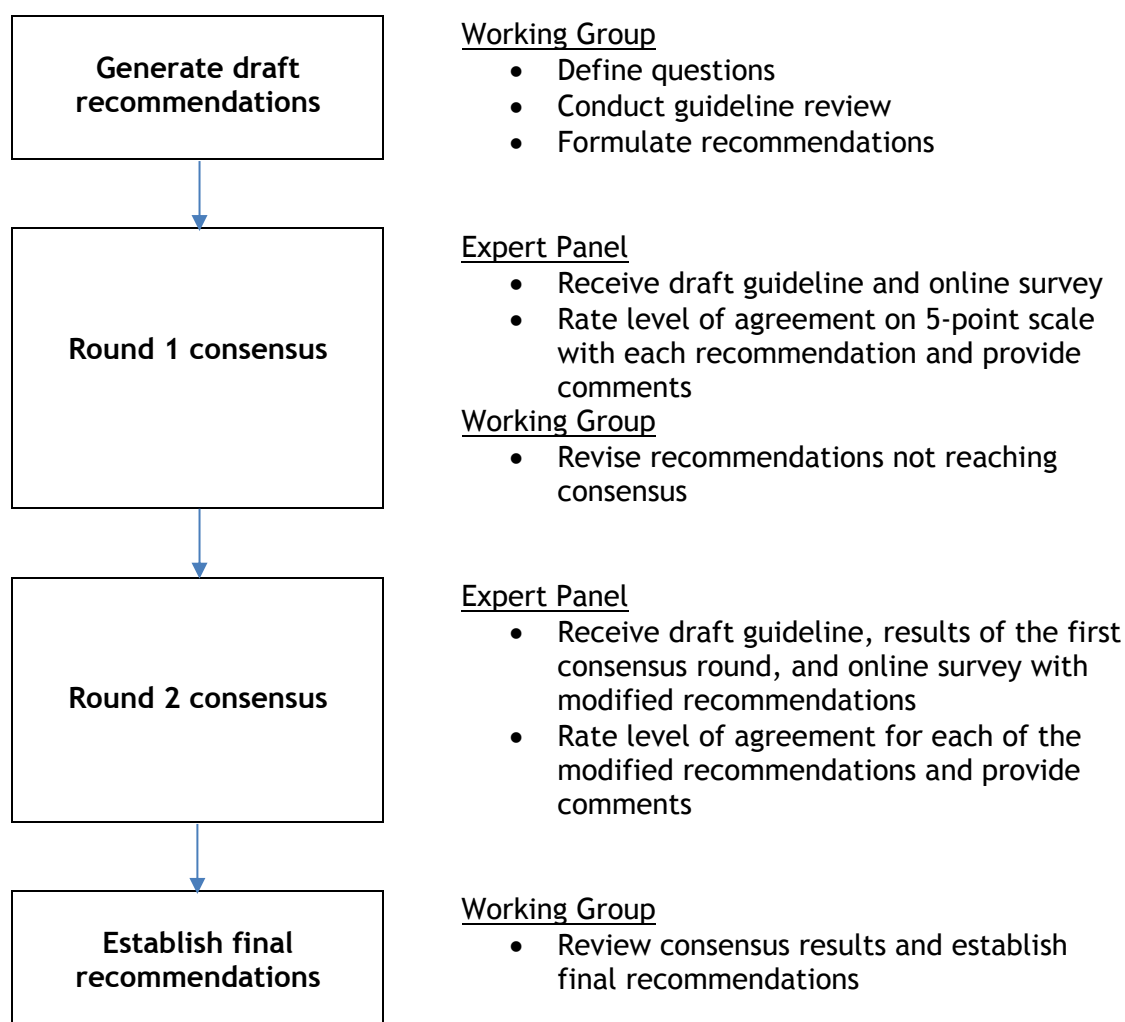 Generate draft
recommendations
Working Group
• Define questions
• Conduct guideline review
• Formulate recommendations
Round 1 consensus
Expert Panel
• Receive draft guideline and online survey
• Rate level of agreement on 5-point scale
with each recommendation and provide
comments
Working Group
• Revise recommendations not reaching
consensus
Round 2 consensus
Expert Panel
• Receive draft guideline, results of the first
consensus round, and online survey with
modified recommendations
• Rate level of agreement for each of the
modified recommendations and provide
comments
Establish final
recommendations
Working Group
• Review consensus results and establish
final recommendations